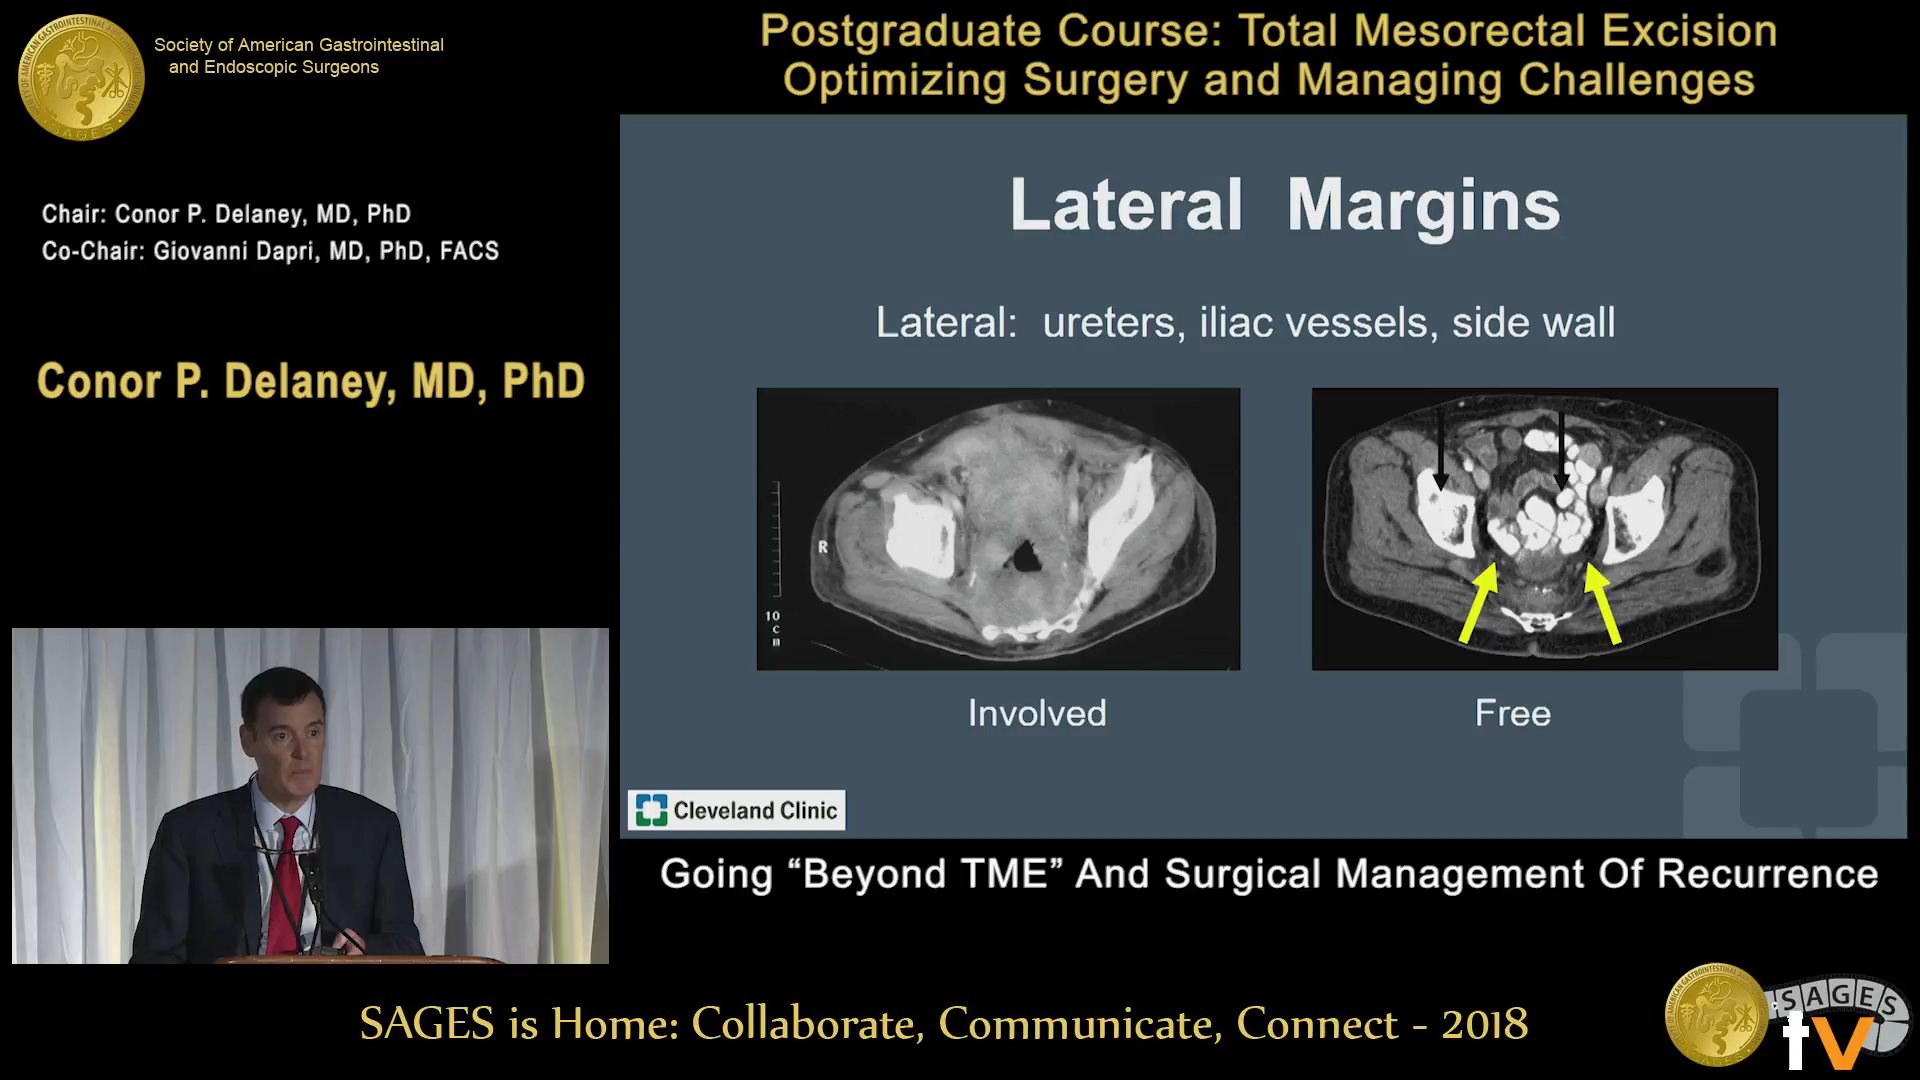 Society of American Gastrointestinal
and Endoscopic Surgeons
Postgraduate Course: Total Mesorectal Excision
Optimizing Surgery and Managing Challenges
Chair: Conor P. Delaney, MD, PhD
Co-Chair: Giovanni Dapri, MD, PhD, FACS
Conor P. Delaney, MD, PhD
Lateral Margins
Lateral: ureters, iliac vessels, side wall
R
10
c
m
Involved
Free
Cleveland Clinic
Going “Beyond TME” And Surgical Management Of Recurrence
SAGES is Home: Collaborate, Communicate, Connect - 2018
SAGES
tv